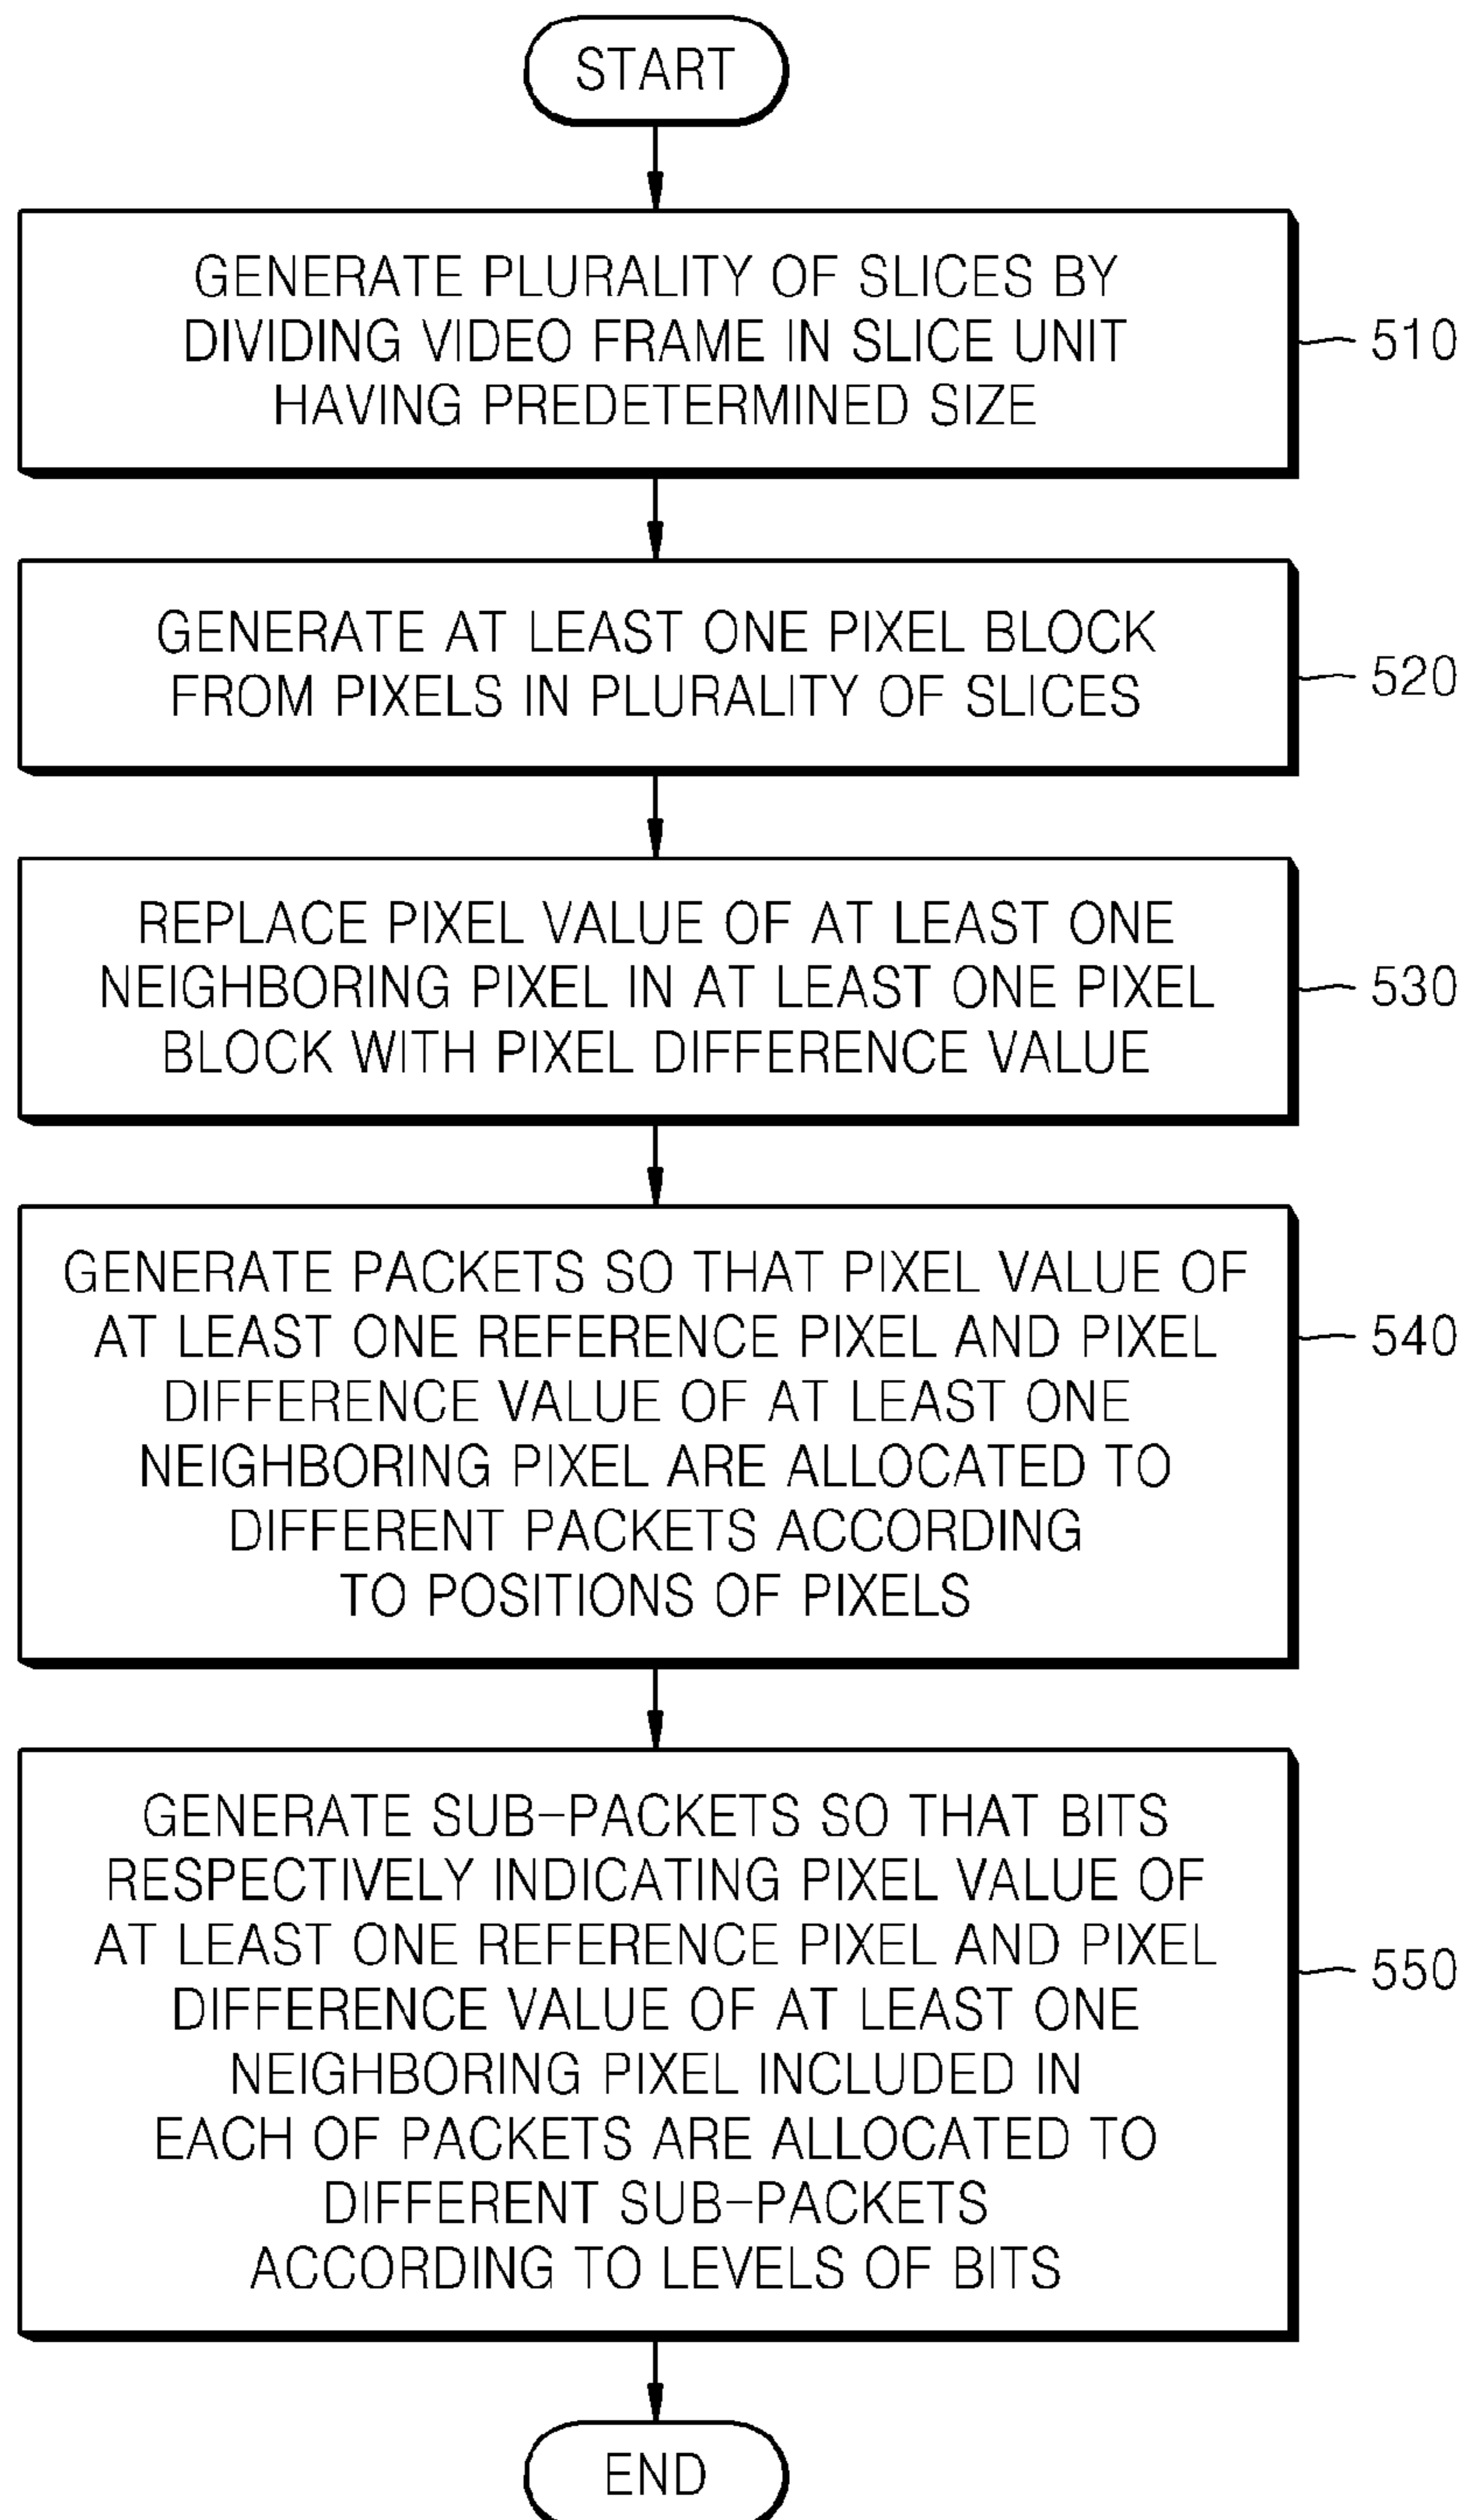 START
GENERATE PLURALITY OF SLICES BY
DIVIDING VIDEO FRAME IN SLICE UNIT
HAVING PREDETERMINED SIZE
510
GENERATE AT LEAST ONE PIXEL BLOCK
FROM PIXELS IN PLURALITY OF SLICES
520
REPLACE PIXEL VALUE OF AT LEAST ONE
NEIGHBORING PIXEL IN AT LEAST ONE PIXEL
BLOCK WITH PIXEL DIFFERENCE VALUE
530
GENERATE PACKETS SO THAT PIXEL VALUE OF
AT LEAST ONE REFERENCE PIXEL AND PIXEL
DIFFERENCE VALUE OF AT LEAST ONE
NEIGHBORING PIXEL ARE ALLOCATED TO
DIFFERENT PACKETS ACCORDING
TO POSITIONS OF PIXELS
540
GENERATE SUB-PACKETS SO THAT BITS
RESPECTIVELY INDICATING PIXEL VALUE OF
AT LEAST ONE REFERENCE PIXEL AND PIXEL
DIFFERENCE VALUE OF AT LEAST ONE
NEIGHBORING PIXEL INCLUDED IN
EACH OF PACKETS ARE ALLOCATED TO
DIFFERENT SUB-PACKETS
ACCORDING TO LEVELS OF BITS
550
END